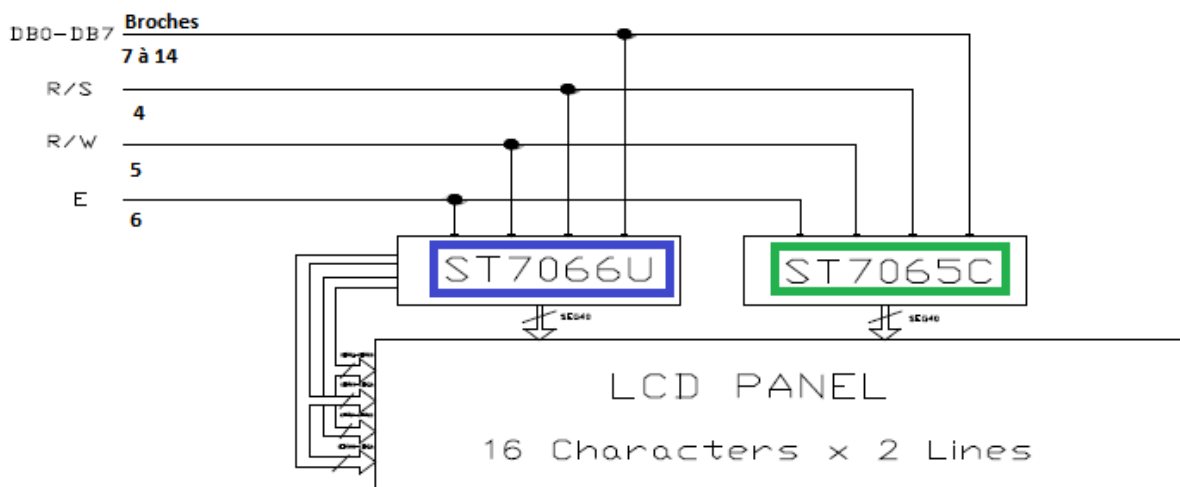 Broches
DB0-DB7
7 à 14
R/S
4
R/W
5
E
6
ST7066U
ST7065C
SEG40
SEG40
LCD PANEL
16 Characters x 2 Lines